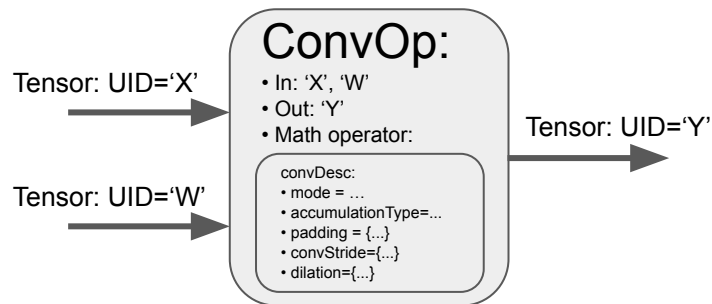 ConvOp:
Tensor: UID=‘X’
• In: ‘X’, ‘W’
• Out: ‘Y’
• Math operator:
Tensor: UID=‘Y’
Tensor: UID=‘W’
convDesc:
• mode = …
• accumulationType=...
• padding = {...}
• convStride={...}
• dilation={...}